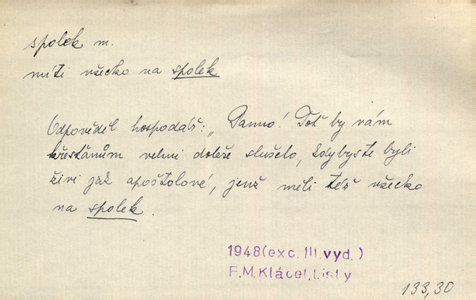 spolek m.
míti všecko na spolek
Odpověděl hospodář: „Panno! Toť by vám
křesťanům velmi dobře slušelo, kdybyste byli
živi jak apoštolové, jenž měli též všecko
na spolek.
1948 (exc. III. vyd.)
F.M. Klácel, Listy
133,30